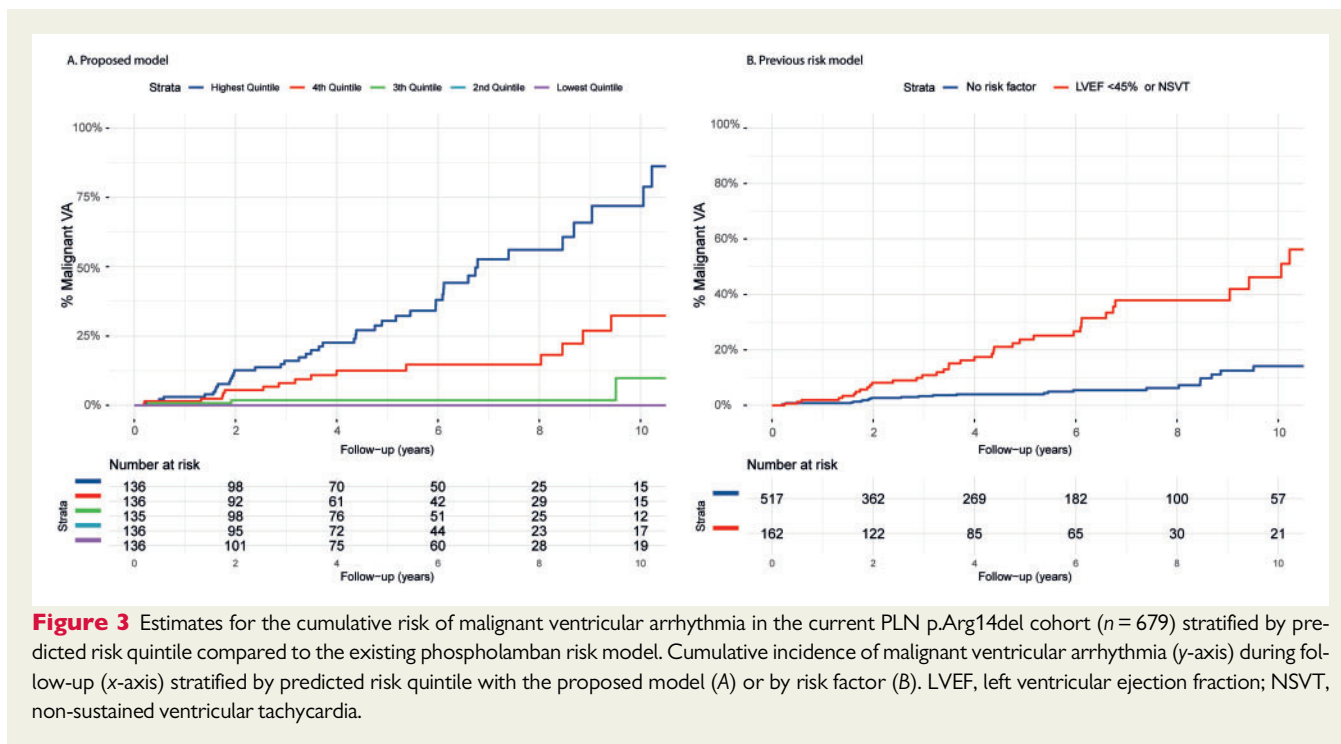 A. Proposed model
Strata Highest Quintile 4th Quintile 3th Quintile 2nd Quintile Lowest Quintile
100%
75%
50%
25%
0%
% Malignant VA
0 2 4 6 8 10
Follow-up (years)
Number at risk
Strata
136 98 70 50 25 15
136 92 61 42 29 15
135 98 76 51 25 12
136 95 72 44 23 17
136 101 75 60 28 19
0 2 4 6 8 10
Follow-up (years)
B. Previous risk model
Strata No risk factor LVEF <45% or NSVT
100%
80%
60%
40%
20%
0%
% Malignant VA
0 2 4 6 8 10
Follow-up (years)
Number at risk
Strata
517 362 269 182 100 57
162 122 85 65 30 21
0 2 4 6 8 10
Follow-up (years)
Figure 3 Estimates for the cumulative risk of malignant ventricular arrhythmia in the current PLN p.Arg14del cohort (n = 679) stratified by pre-
dicted risk quintile compared to the existing phospholamban risk model. Cumulative incidence of malignant ventricular arrhythmia (y-axis) during fol-
low-up (x-axis) stratified by predicted risk quintile with the proposed model (A) or by risk factor (B). LVEF, left ventricular ejection fraction; NSVT,
non-sustained ventricular tachycardia.